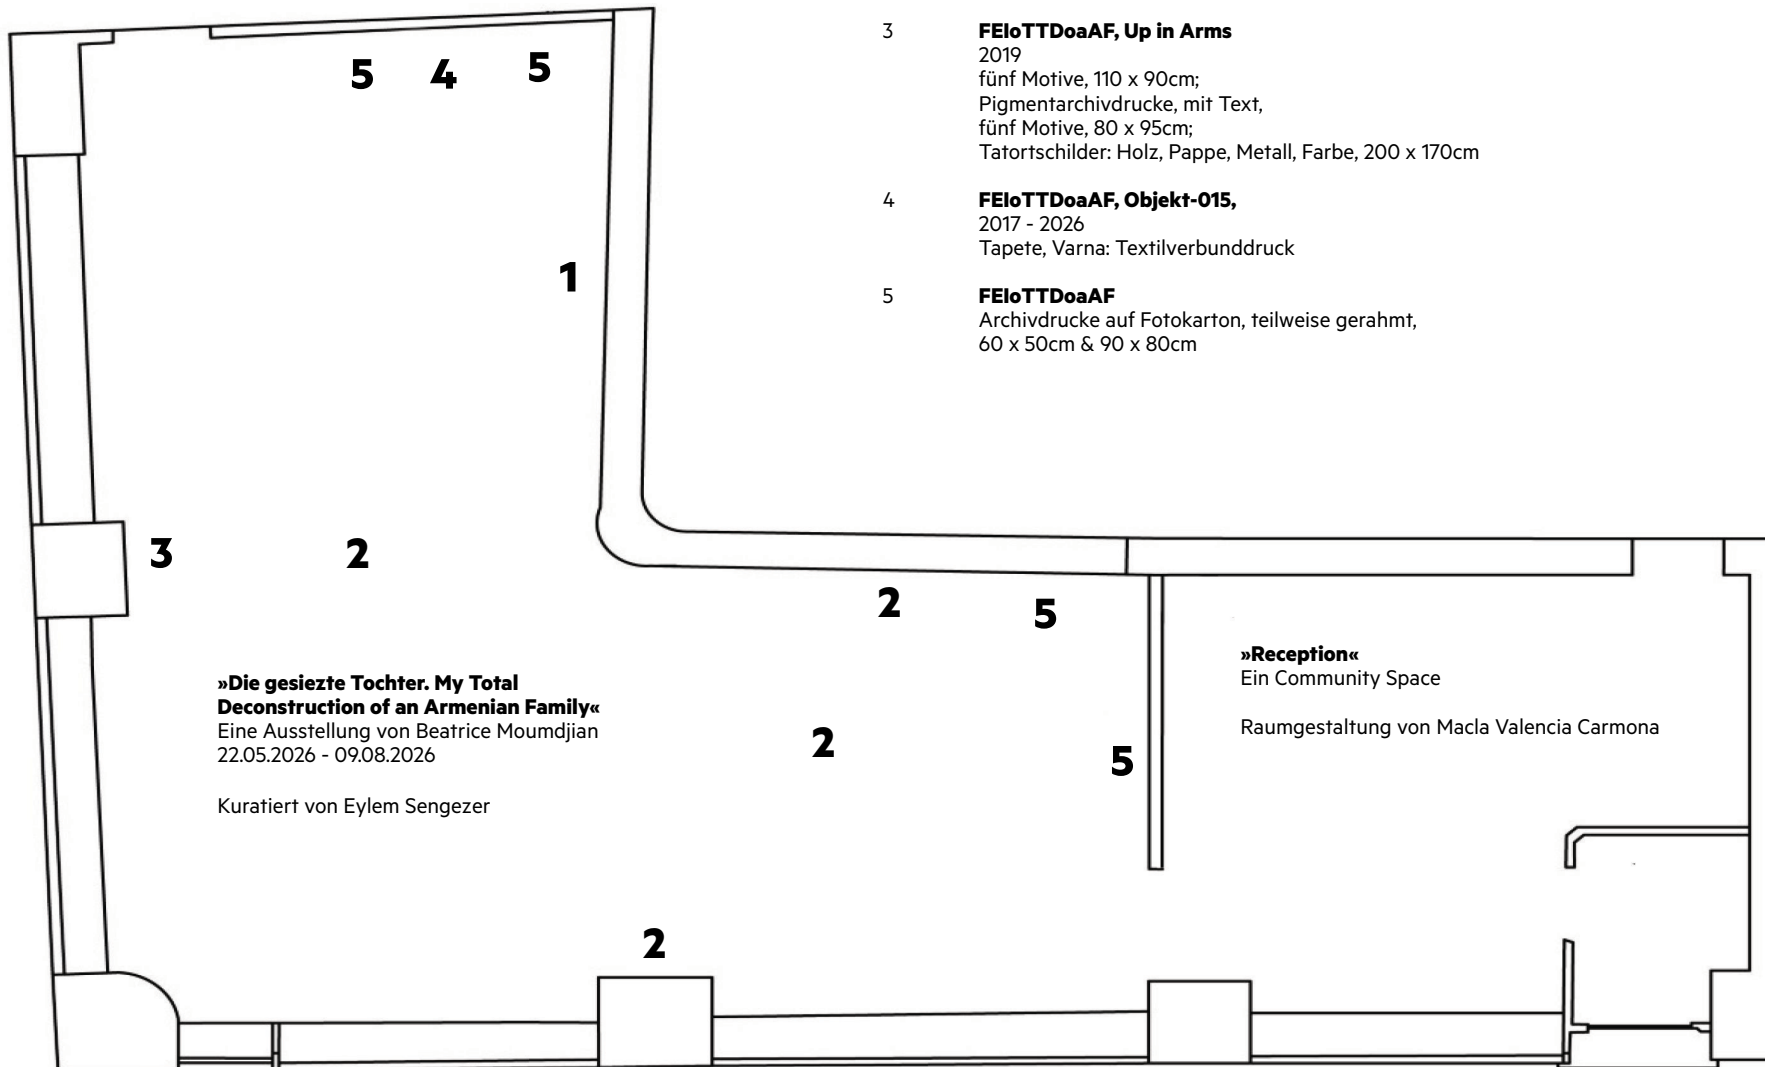 3 FEIoTTDoaAF, Up in Arms
2019
fünf Motive, 110 x 90cm;
Pigmentarchivdrucke, mit Text,
fünf Motive, 80 x 95cm;
Tatortschilder: Holz, Pappe, Metall, Farbe, 200 x 170cm
4 FEIoTTDoaAF, Objekt-015,
2017 - 2026
Tapete, Varna: Textilverbunddruck
5 FEIoTTDoaAF
Archivdrucke auf Fotokarton, teilweise gerahmt,
60 x 50cm & 90 x 80cm
5 4 5
1
3 2
2 5
2
5
2
»Die gesiezte Tochter. My Total
Deconstruction of an Armenian Family«
Eine Ausstellung von Beatrice Moumdjian
22.05.2026 - 09.08.2026
Kuratiert von Eylem Sengezer
»Reception«
Ein Community Space
Raumgestaltung von Macla Valencia Carmona